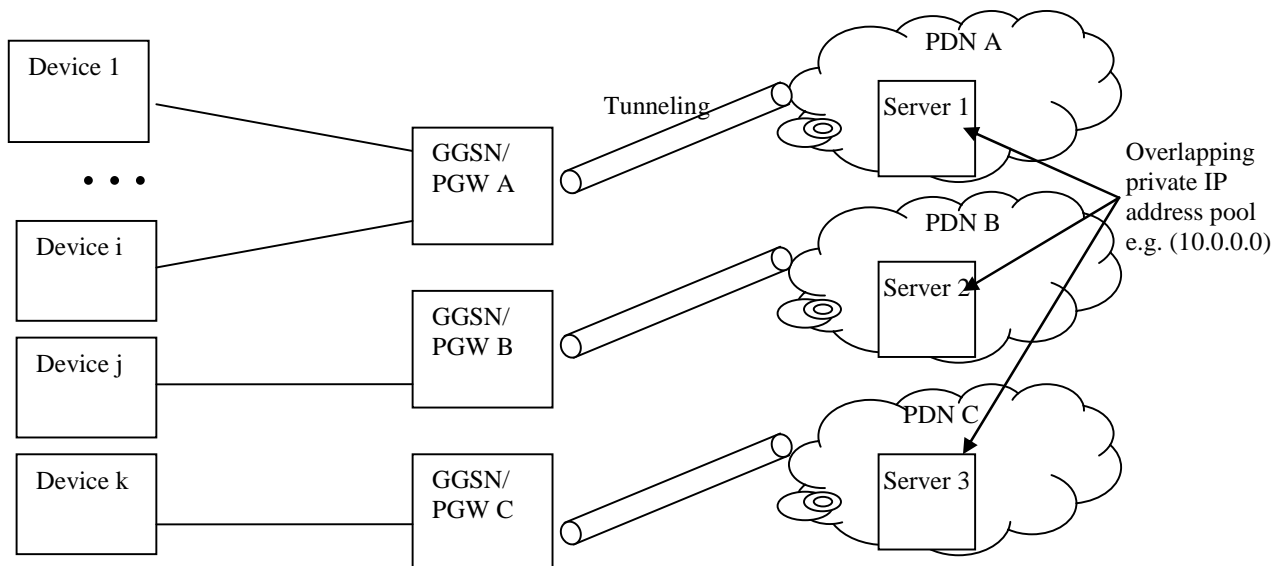 Device 1
• • •
Device i
Device j
Device k
GGSN/
PGW A
GGSN/
PGW B
GGSN/
PGW C
Tunneling
PDN A
Server 1
PDN B
Server 2
PDN C
Server 3
Overlapping
private IP
address pool
e.g. (10.0.0.0)